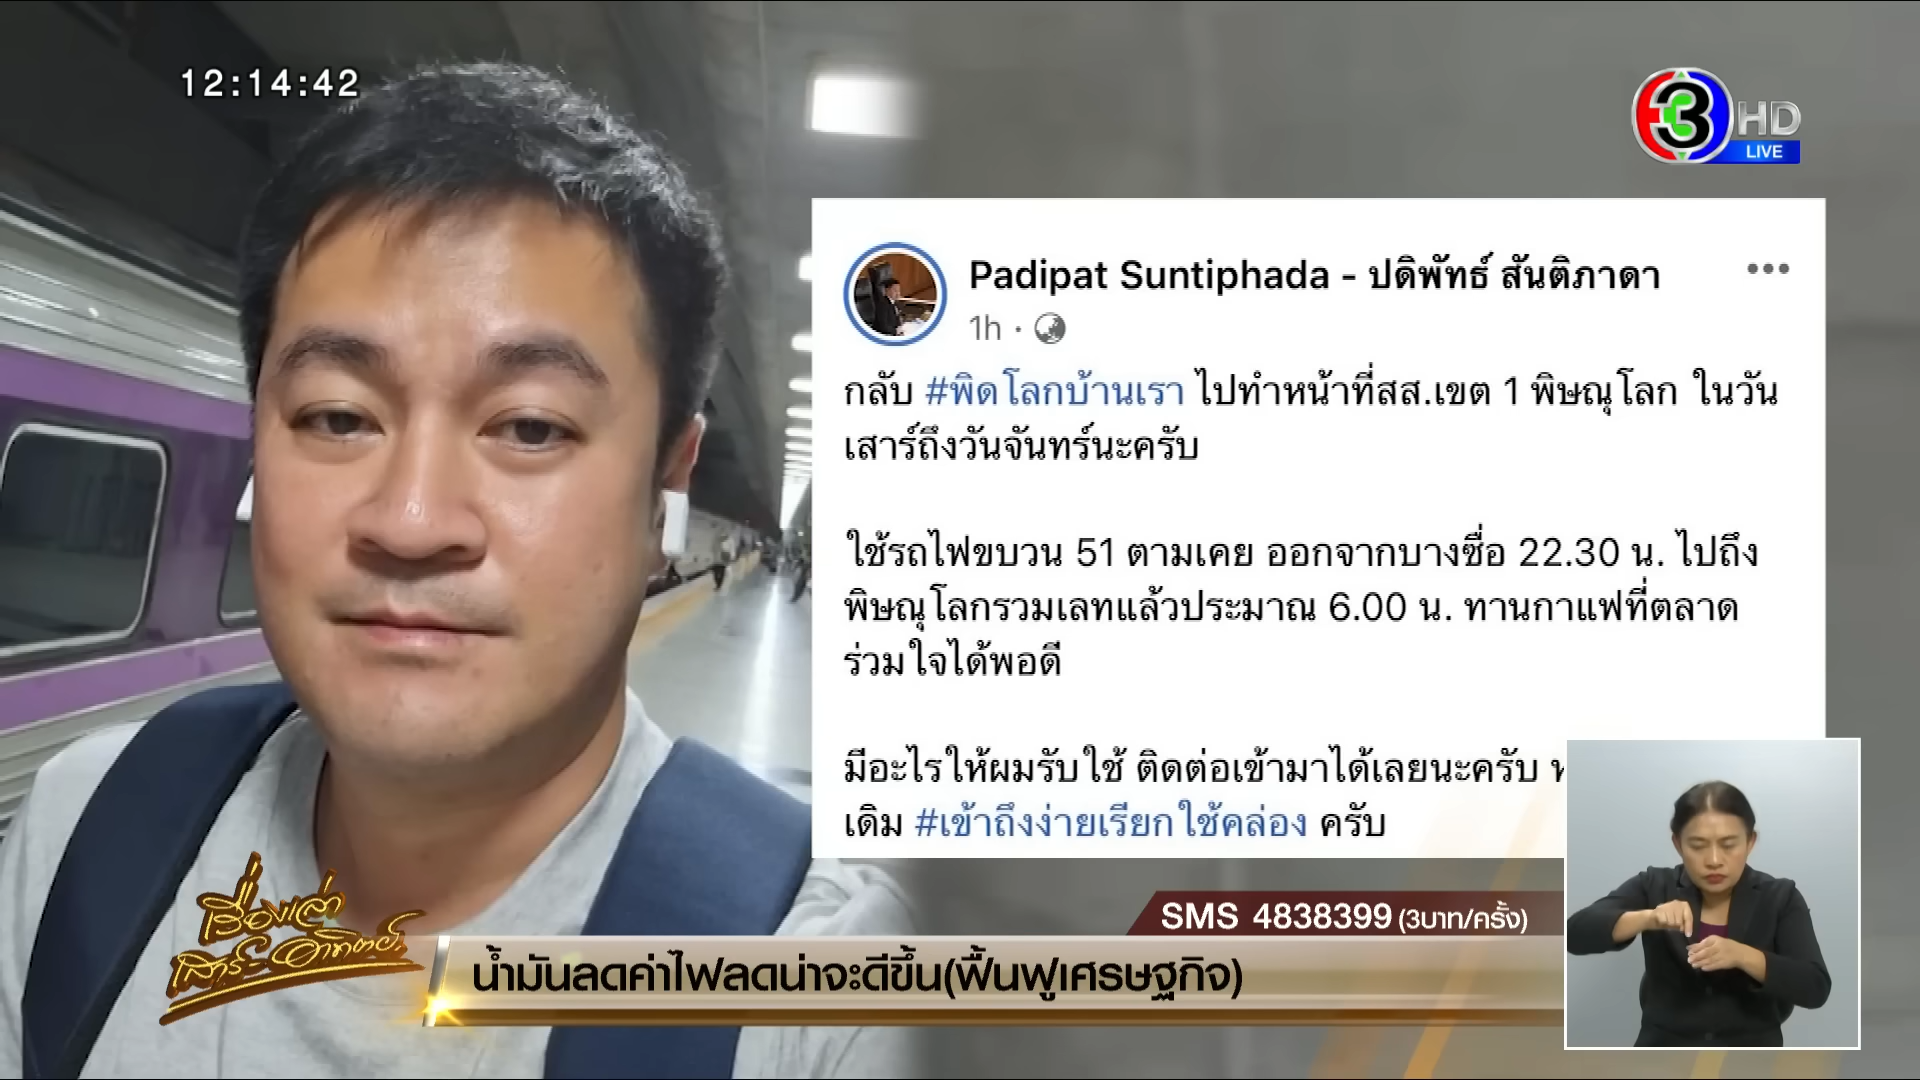 12:14:42
3 HD
LIVE
Padipat Suntiphada - ปดิพัทธ์ สันติภาดา
1h ·
กลับ #พิดโลกบ้านเรา ไปทำหน้าที่สส.เขต 1 พิษณุโลก ในวัน
เสาร์ถึงวันจันทร์นะครับ
ใช้รถไฟขบวน 51 ตามเคย ออกจากบางซื่อ 22.30 น. ไปถึง
พิษณุโลกรวมเลทแล้วประมาณ 6.00 น. ทานกาแฟที่ตลาด
ร่วมใจได้พอดี
มีอะไรให้ผมรับใช้ ติดต่อเข้ามาได้เลยนะครับ
เดิม #เข้าถึงง่ายเรียกใช้คล่อง ครับ
SMS 4838399 (3บาท/ครั้ง)
เรื่องเล่า
เสาร์-อาทิตย์
น้ำมันลดค่าไฟลดน่าจะดีขึ้น(ฟื้นฟูเศรษฐกิจ)